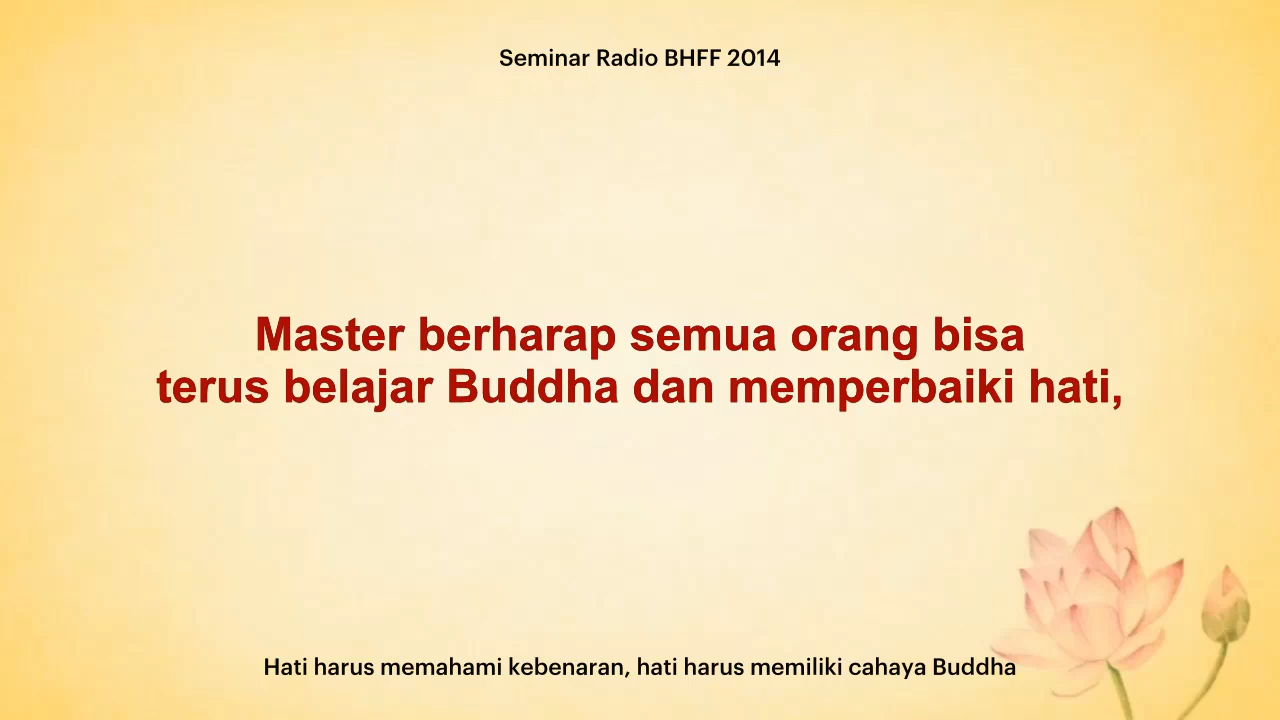 Seminar Radio BHFF 2014
Master berharap semua orang bisa
terus belajar Buddha dan memperbaiki hati,
Hati harus memahami kebenaran, hati harus memiliki cahaya Buddha